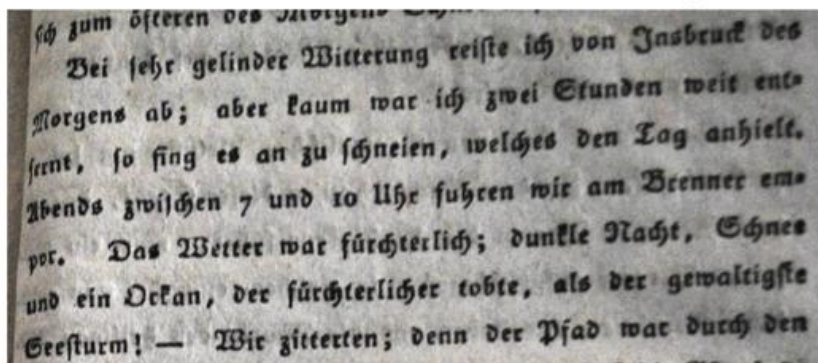 ſich zum öfteren des Morgens
Bei ſehr gelinder Witterung reiſte ich von Insbruck des
Morgens ab; aber kaum war ich zwei Stunden weit ent⸗
fernt, ſo fing es an zu ſchneien, welches den Tag anhielt.
Abends zwiſchen 7 und 10 Uhr fuhren wir am Brenner em⸗
por. Das Wetter war fürchterlich; dunkle Nacht, Schnee
und ein Orkan, der fürchterlicher tobte, als der gewaltigſte
Seeſturm! — Wir zitterten; denn der Pfad war durch den